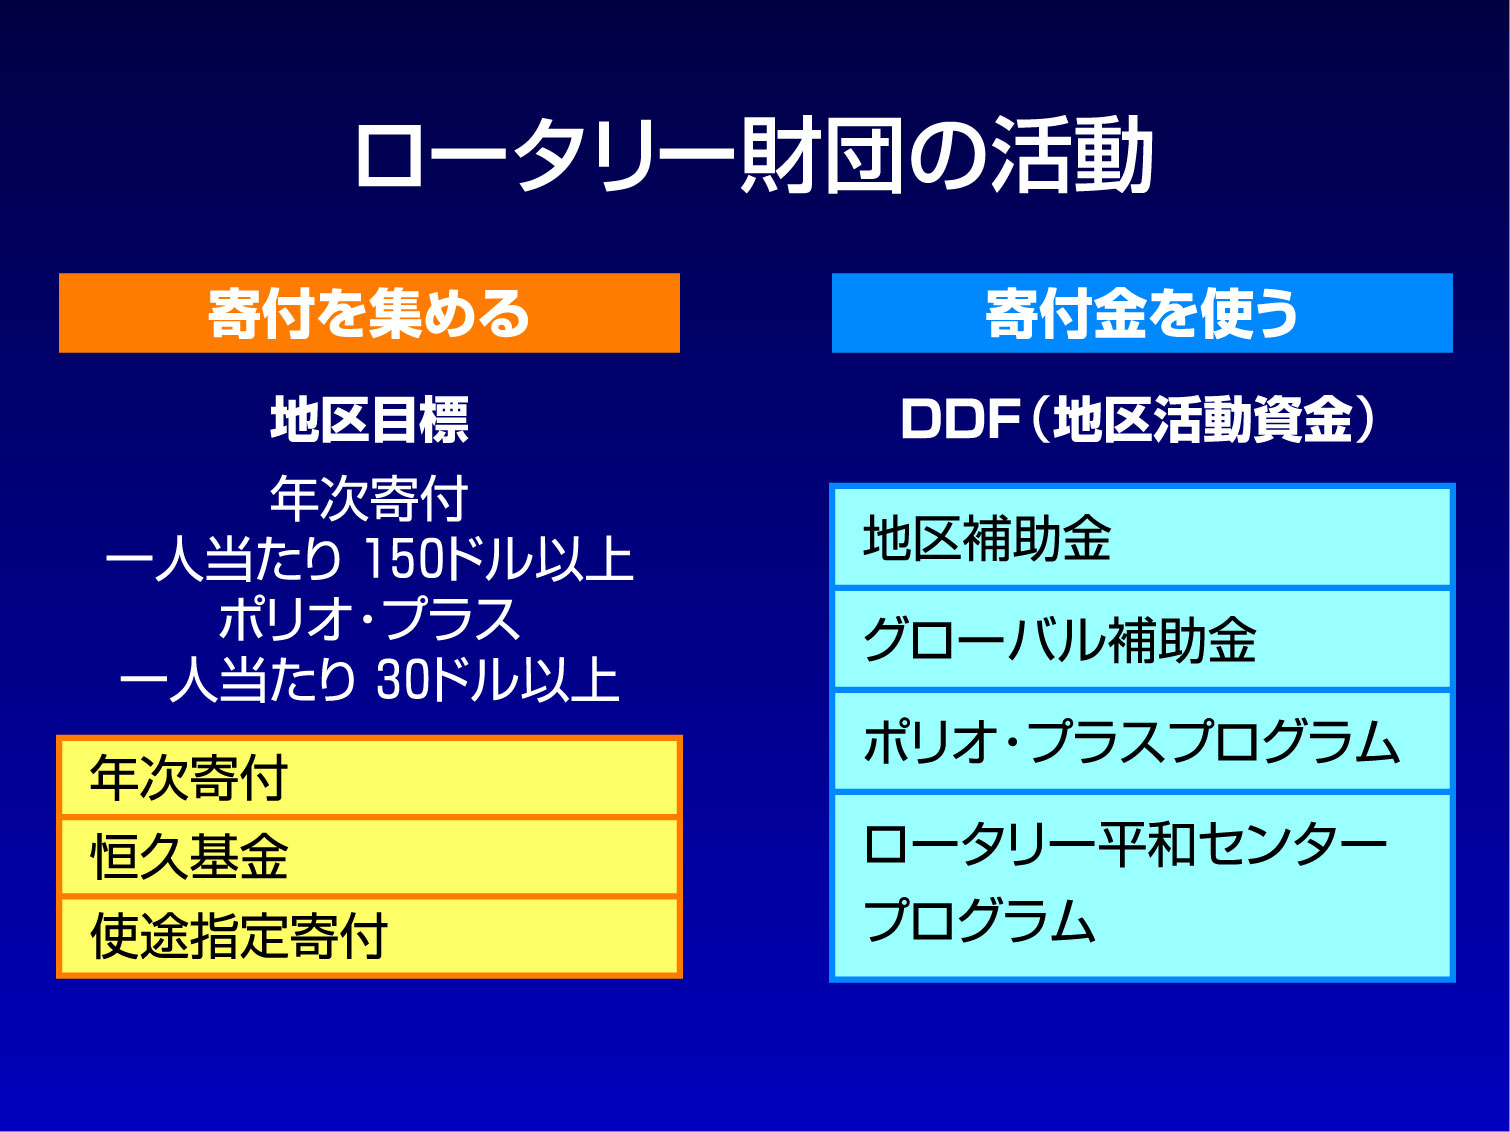 ロータリー財団の活動
寄付を集める
地区目標
年次寄付
一人当たり 150ドル以上
ポリオ・プラス
一人当たり 30ドル以上
年次寄付
恒久基金
使途指定寄付
寄付金を使う
DDF（地区活動資金）
地区補助金
グローバル補助金
ポリオ・プラスプログラム
ロータリー平和センター
プログラム